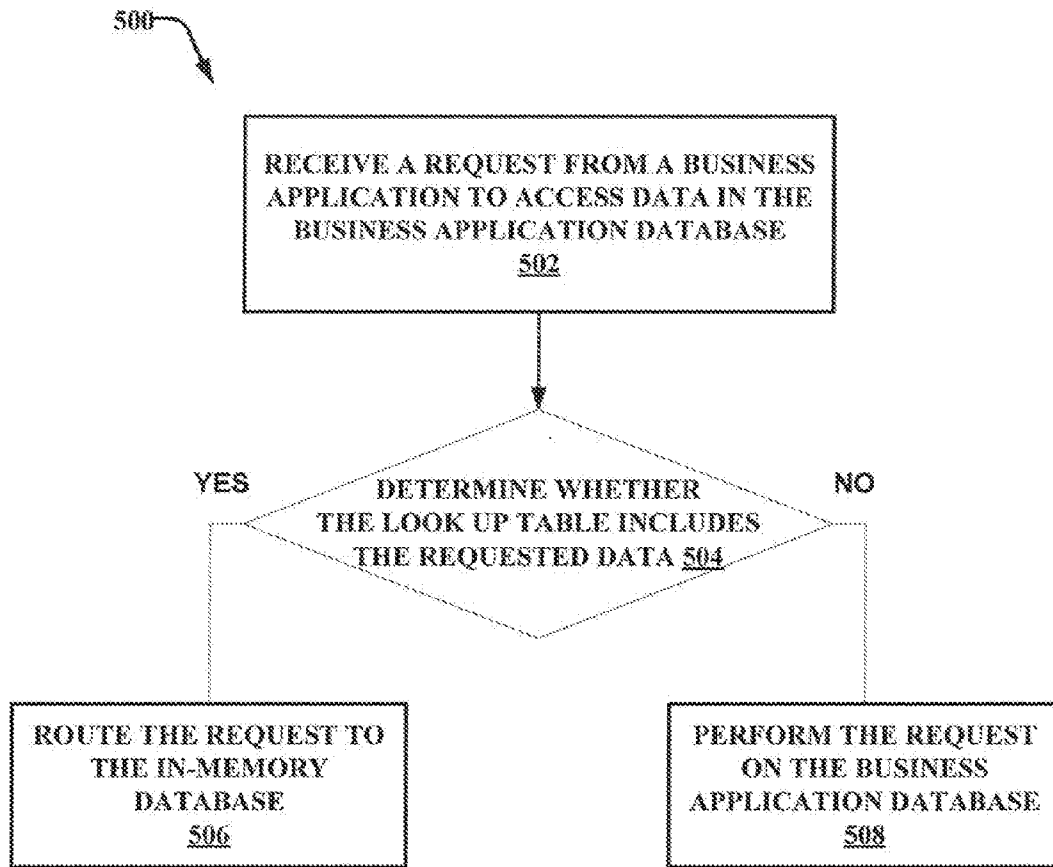 500
RECEIVE A REQUEST FROM A BUSINESS
APPLICATION TO ACCESS DATA IN THE
BUSINESS APPLICATION DATABASE
502
YES
NO
DETERMINE WHETHER
THE LOOK UP TABLE INCLUDES
THE REQUESTED DATA 504
ROUTE THE REQUEST TO
THE IN-MEMORY
DATABASE
506
PERFORM THE REQUEST
ON THE BUSINESS
APPLICATION DATABASE
508